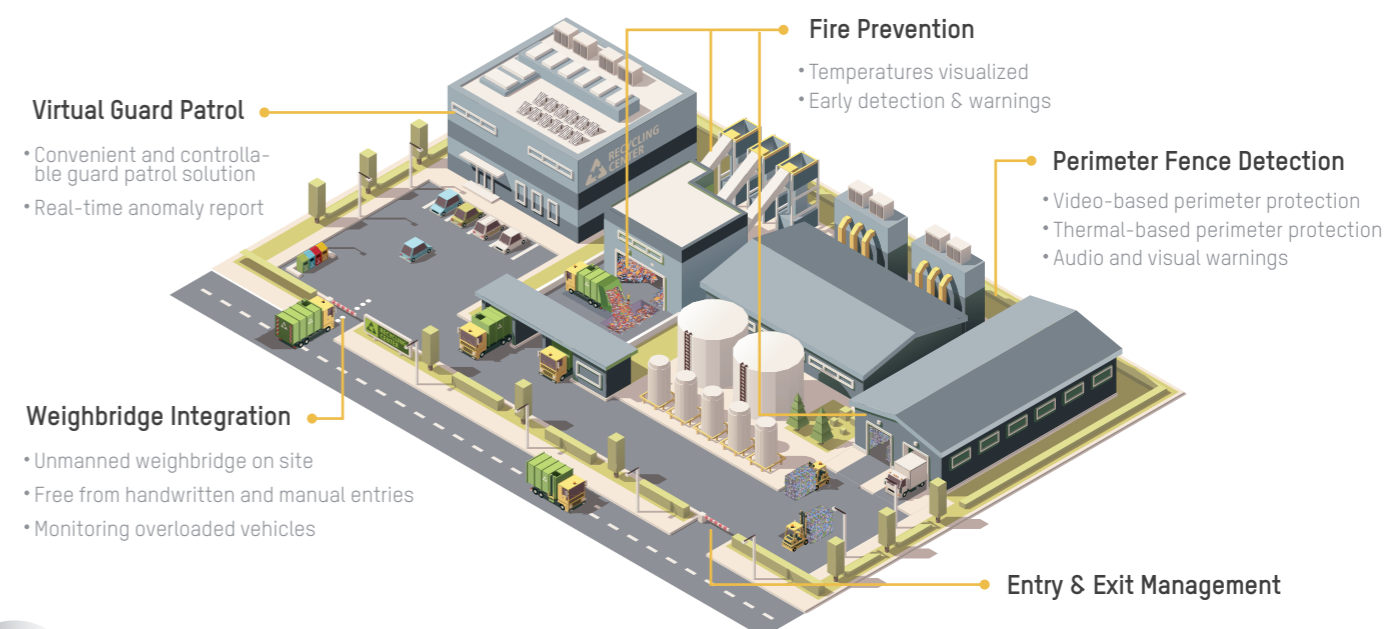 Fire Prevention
• Temperatures visualized
• Early detection & warnings
Virtual Guard Patrol
• Convenient and controlla-
ble guard patrol solution
• Real-time anomaly report
RECYCLING
CENTER
Perimeter Fence Detection
• Video-based perimeter protection
• Thermal-based perimeter protection
• Audio and visual warnings
RECYCLING
CENTER
Weighbridge Integration
• Unmanned weighbridge on site
• Free from handwritten and manual entries
• Monitoring overloaded vehicles
Entry & Exit Management